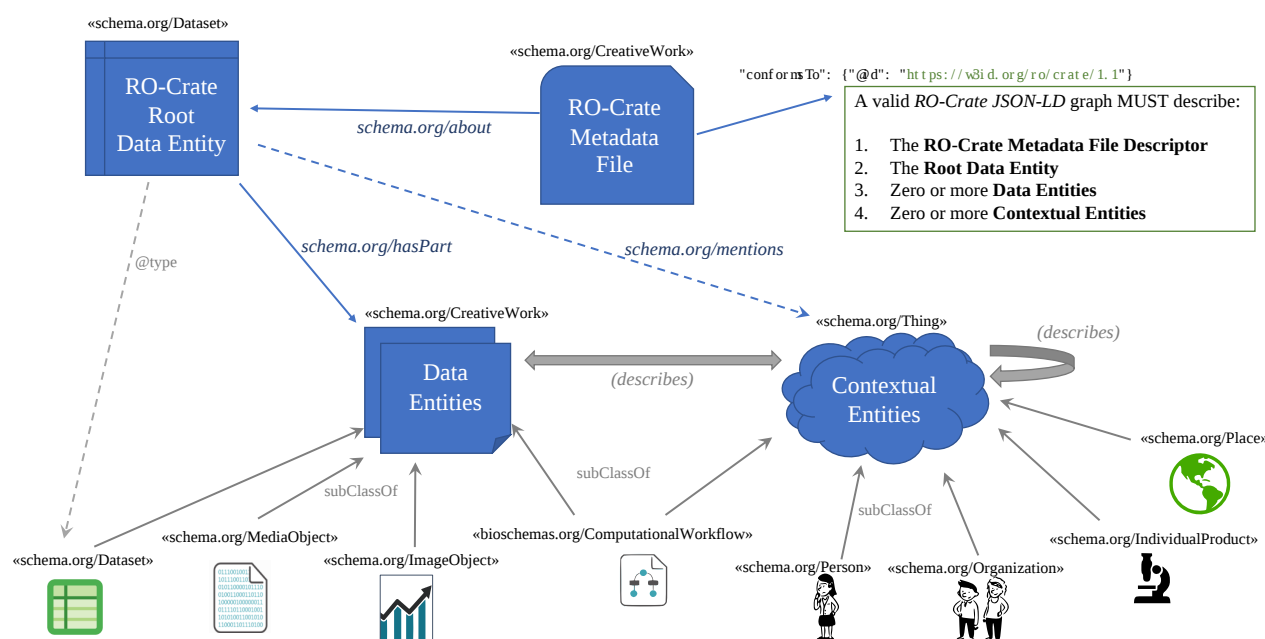 «schema.org/Dataset»
RO-Crate
Root
Data Entity
«schema.org/CreativeWork»
RO-Crate
Metadata
File
schema.org/about
"conformsTo": {"@id": "https://w3id.org/ro/crate/1.1"}
A valid RO-Crate JSON-LD graph MUST describe:
1. The RO-Crate Metadata File Descriptor
2. The Root Data Entity
3. Zero or more Data Entities
4. Zero or more Contextual Entities
schema.org/hasPart
schema.org/mentions
@type
«schema.org/CreativeWork»
Data
Entities
(describes)
«schema.org/Thing»
Contextual
Entities
(describes)
subClassOf
subClassOf
subClassOf
«schema.org/Place»
«schema.org/Dataset»
«schema.org/MediaObject»
«schema.org/ImageObject»
«bioschemas.org/ComputationalWorkflow»
«schema.org/Person»
«schema.org/Organization»
«schema.org/IndividualProduct»